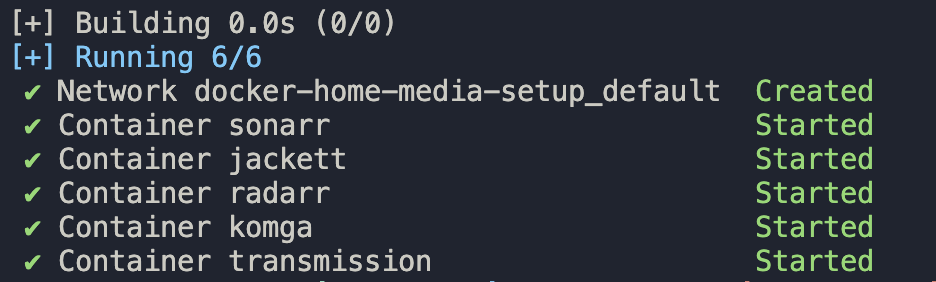 [+] Building 0.0s (0/0)
[+] Running 6/6
✔ Network docker-home-media-setup_default Created
✔ Container sonarr Started
✔ Container jackett Started
✔ Container radarr Started
✔ Container komga Started
✔ Container transmission Started